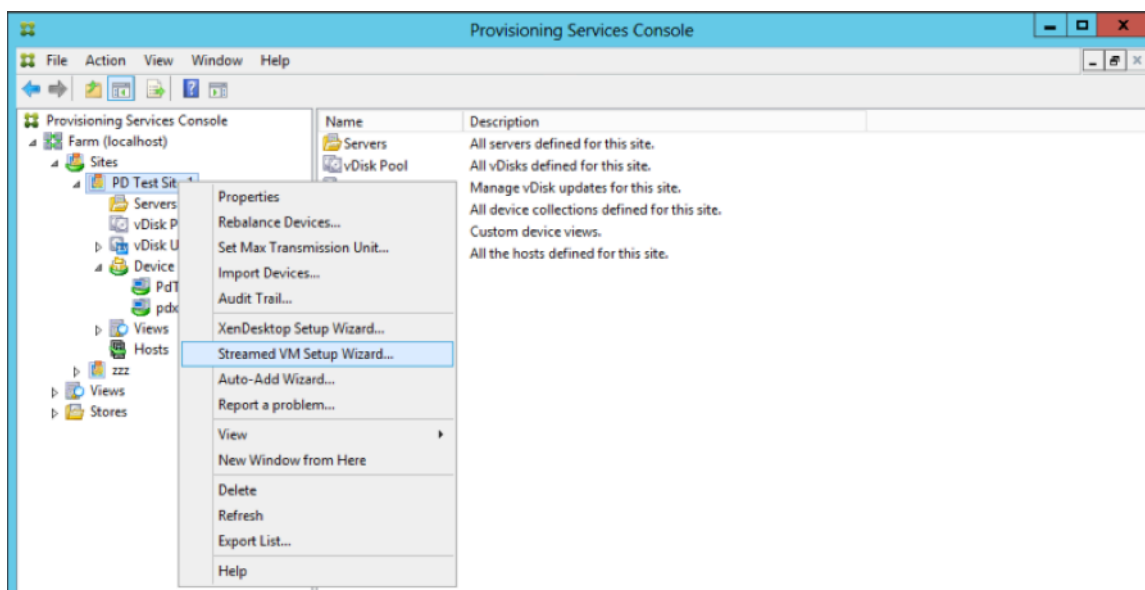 Provisioning Services Console
File Action View Window Help
Provisioning Services Console
Farm (localhost)
Sites
PD Test Sit
Servers
vDisk P
vDisk U
Device
PdT
pdx
Views
Hosts
zzz
Views
Stores
Name Description
Servers All servers defined for this site.
vDisk Pool All vDisks defined for this site.
Manage vDisk updates for this site.
All device collections defined for this site.
Custom device views.
All the hosts defined for this site.
Properties
Rebalance Devices...
Set Max Transmission Unit...
Import Devices...
Audit Trail...
XenDesktop Setup Wizard...
Streamed VM Setup Wizard...
Auto-Add Wizard...
Report a problem...
View
New Window from Here
Delete
Refresh
Export List...
Help